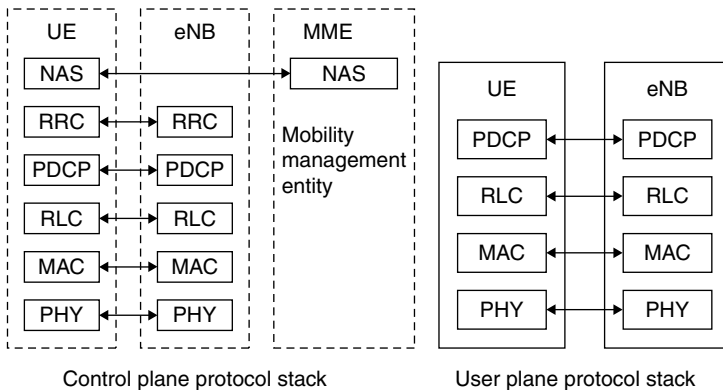 UE eNB MME
NAS NAS
RRC RRC
Mobility
management
entity
PDCP PDCP
RLC RLC
MAC MAC
PHY PHY
Control plane protocol stack
UE eNB
PDCP PDCP
RLC RLC
MAC MAC
PHY PHY
User plane protocol stack